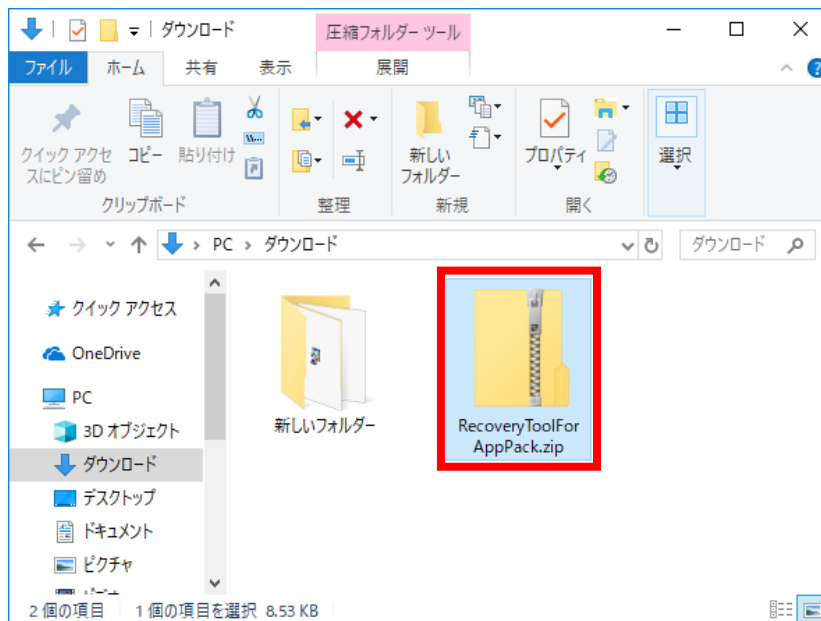 ダウンロード
圧縮フォルダー ツール
ファイル ホーム 共有 表示 展開
クイック アクセ
スにピン留め
コピー
貼り付け
新しい
フォルダー
プロパティ
選択
クリップボード
整理
新規
開く
PC › ダウンロード
ダウンロード
クイック アクセス
OneDrive
PC
3D オブジェクト
ダウンロード
デスクトップ
ドキュメント
ピクチャ
新しいフォルダー
RecoveryToolFor
AppPack.zip
2 個の項目
1 個の項目を選択 8.53 KB